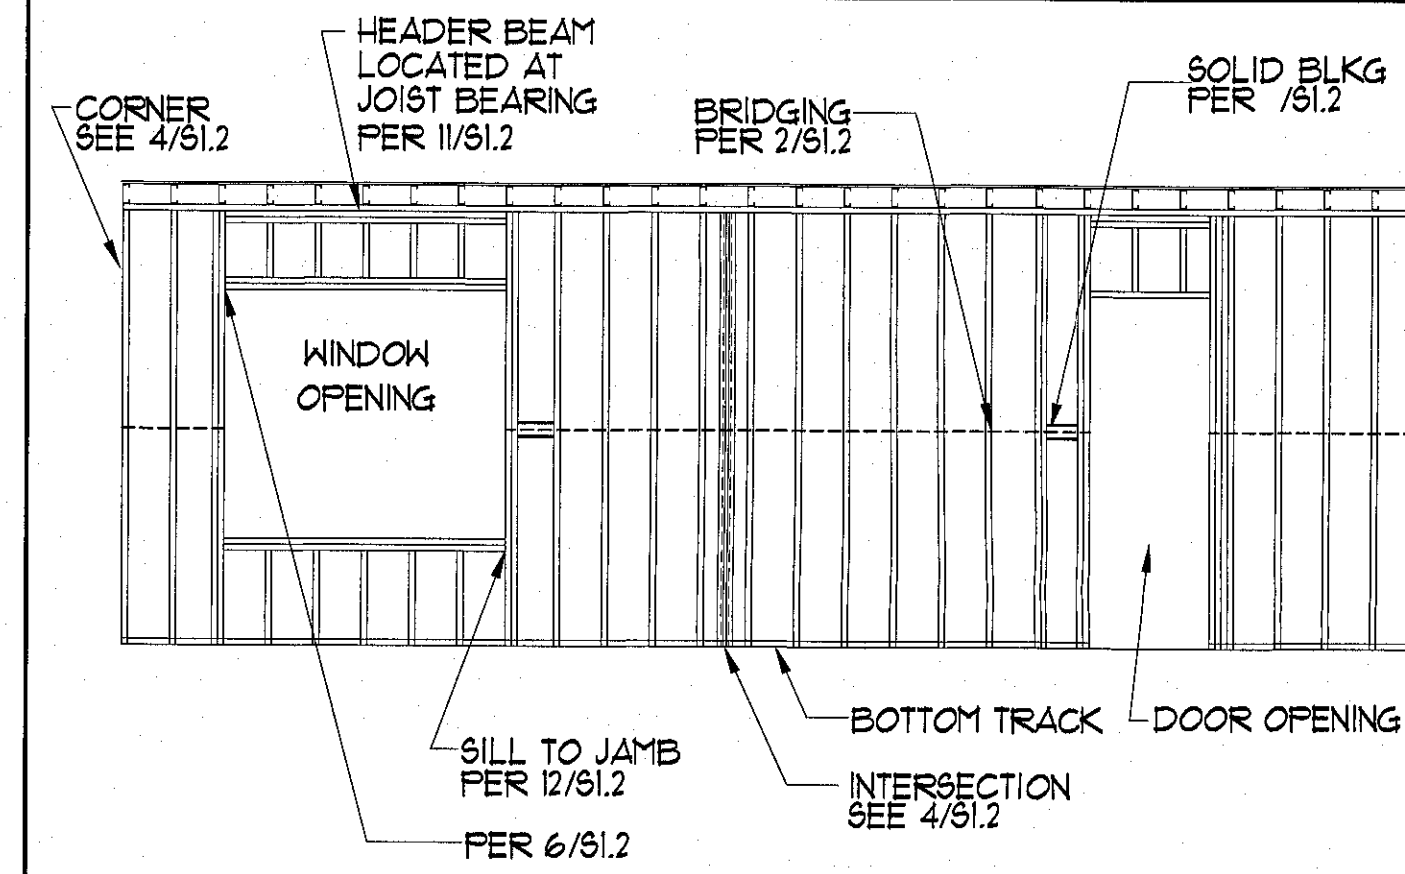 HEADER BEAM
LOCATED AT
JOIST BEARING
PER 11/S1.2
CORNER
SEE 4/S1.2
BRIDGING
PER 2/S1.2
SOLID BLKG
PER /S1.2
WINDOW
OPENING
SILL TO JAMB
PER 12/S1.2
PER 6/S1.2
BOTTOM TRACK
INTERSECTION
SEE 4/S1.2
DOOR OPENING